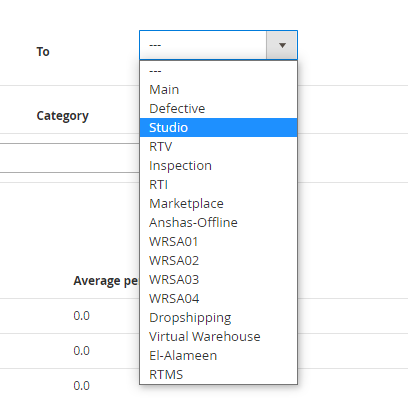 To
---
---
Main
Defective
Category
Studio
RTV
Inspection
RTI
Marketplace
Anshas-Offline
WRSA01
WRSA02
Average pe
WRSA03
WRSA04
0.0
Dropshipping
Virtual Warehouse
0.0
El-Alameen
RTMS
0.0